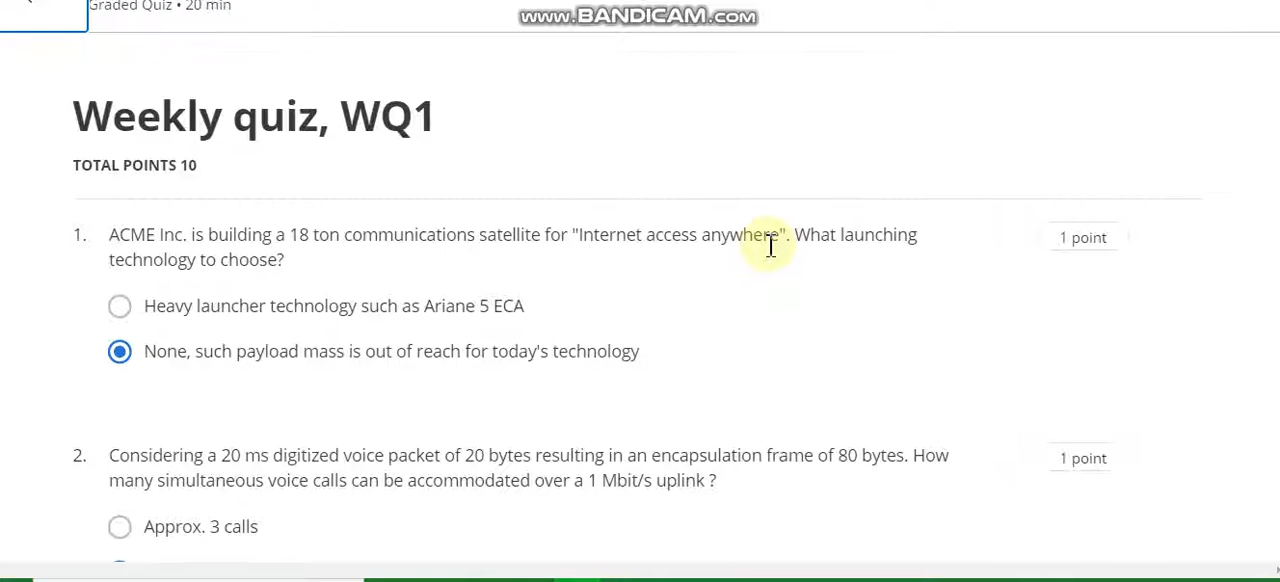 Graded Quiz • 20 min
www.BANDICAM.com
Weekly quiz, WQ1
TOTAL POINTS 10
1. ACME Inc. is building a 18 ton communications satellite for "Internet access anywhere". What launching
technology to choose?
1 point
Heavy launcher technology such as Ariane 5 ECA
None, such payload mass is out of reach for today's technology
2. Considering a 20 ms digitized voice packet of 20 bytes resulting in an encapsulation frame of 80 bytes. How
many simultaneous voice calls can be accommodated over a 1 Mbit/s uplink ?
1 point
Approx. 3 calls